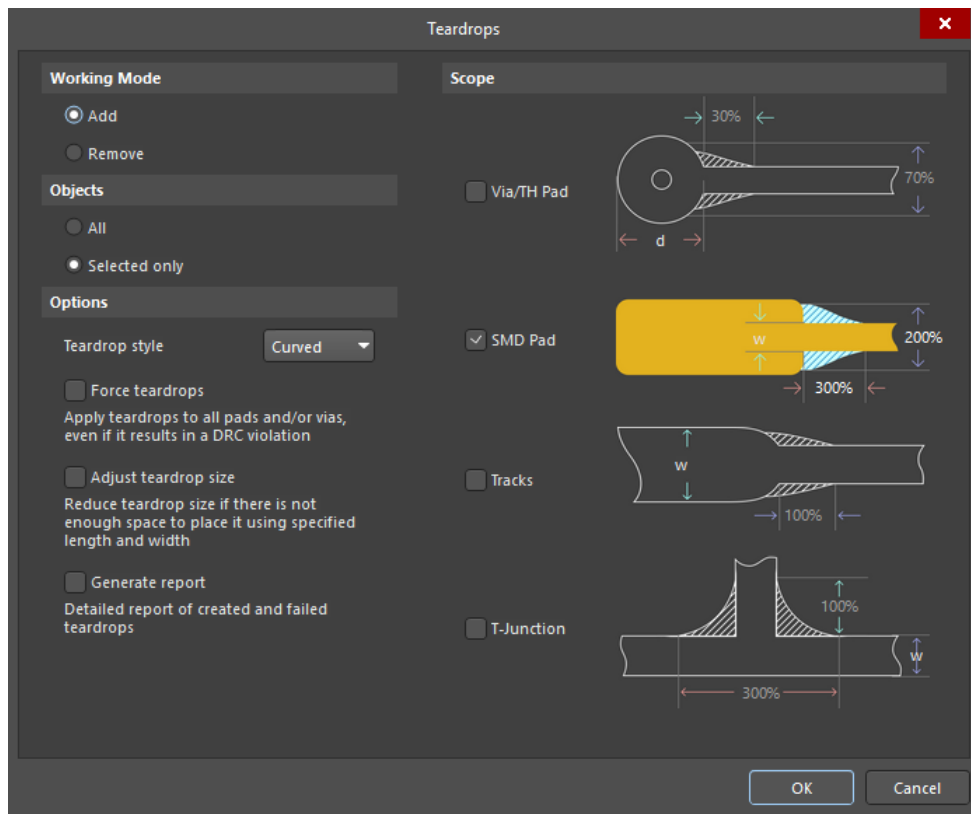 Teardrops
Working Mode
Add
Remove
Objects
All
Selected only
Options
Teardrop style
Curved
Force teardrops
Apply teardrops to all pads and/or vias,
even if it results in a DRC violation
Adjust teardrop size
Reduce teardrop size if there is not
enough space to place it using specified
length and width
Generate report
Detailed report of created and failed
teardrops
Scope
30%
Via/TH Pad
70%
d
SMD Pad
w
200%
300%
w
Tracks
100%
100%
T-Junction
w
300%
OK
Cancel